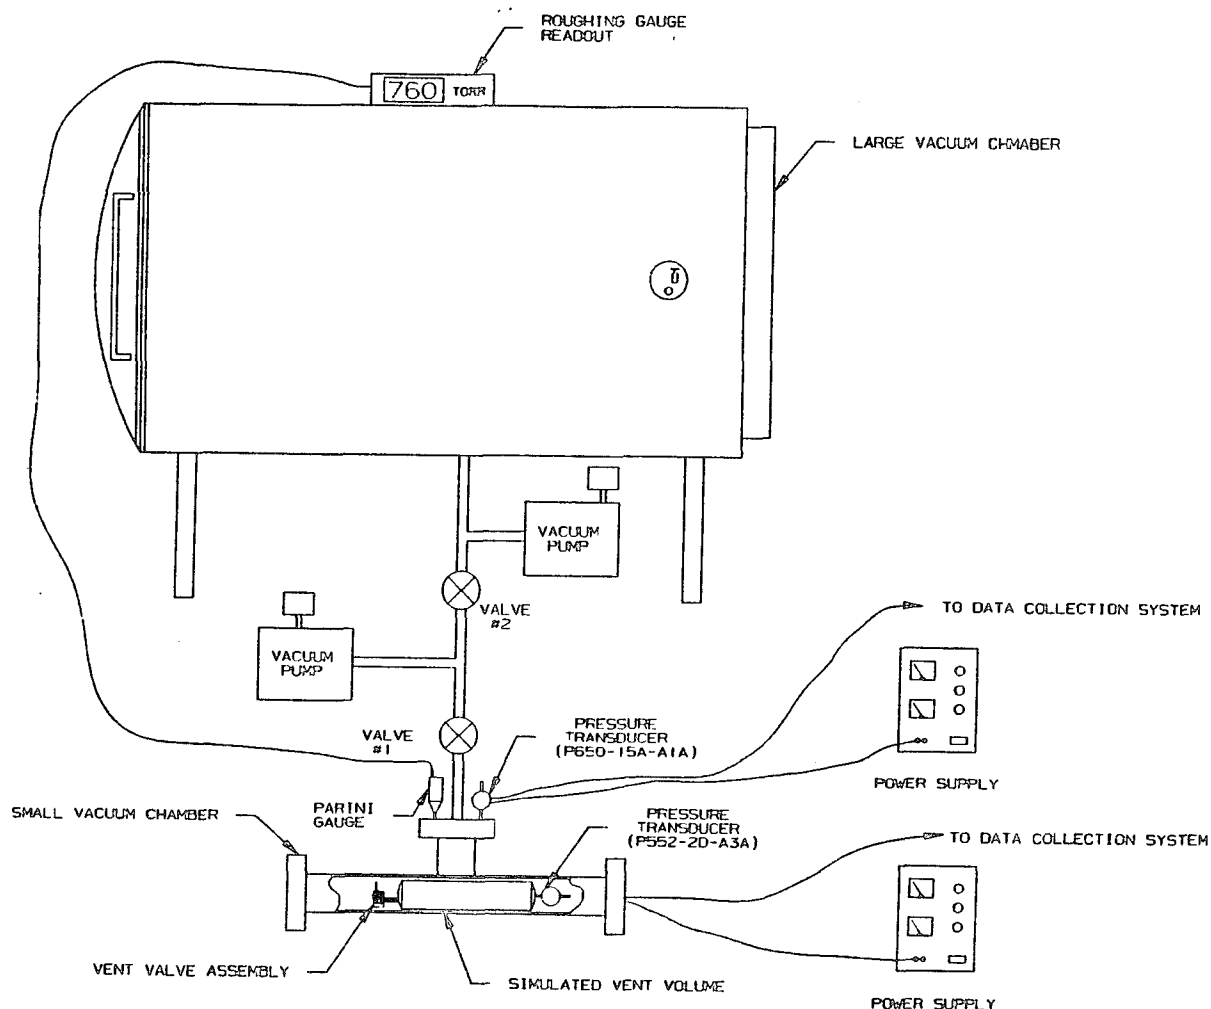 ROUGHING GAUGE
READOUT
760 TORR
LARGE VACUUM CHMABER
VACUUM
PUMP
VALVE
#2
TO DATA COLLECTION SYSTEM
VACUUM
PUMP
VALVE
#1
PRESSURE
TRANSDUCER
(P650-15A-A1A)
POWER SUPPLY
SMALL VACUUM CHAMBER
PARINI
GAUGE
PRESSURE
TRANSDUCER
(P552-2D-A3A)
TO DATA COLLECTION SYSTEM
VENT VALVE ASSEMBLY
SIMULATED VENT VOLUME
POWER SUPPLY